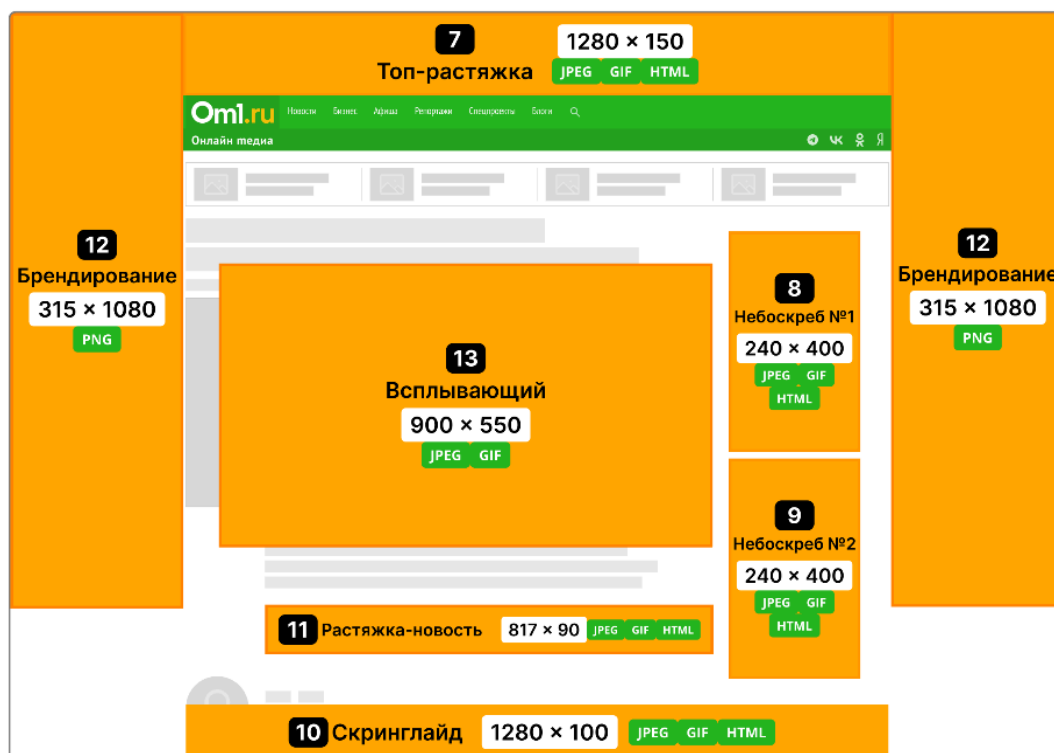 7
Топ-растяжка
1280 × 150
JPEG GIF HTML
Om1.ru
Новости Бизнес Афиша Репортажи Спецпроекты Блоги
Онлайн медиа
12
Брендирование
315 × 1080
PNG
13
Всплывающий
900 × 550
JPEG GIF
8
Небоскреб №1
240 × 400
JPEG GIF
HTML
12
Брендирование
315 × 1080
PNG
9
Небоскреб №2
240 × 400
JPEG GIF
HTML
11 Растяжка-новость 817 × 90 JPEG GIF HTML
10 Скринглайд 1280 × 100 JPEG GIF HTML